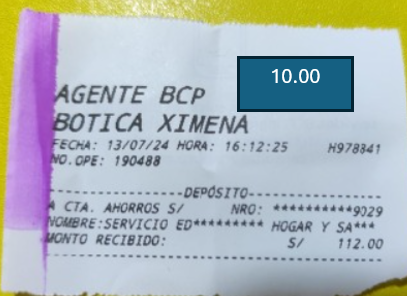 10.00
AGENTE BCP
BOTICA XIMENA
FECHA: 13/07/24 HORA: 16:12:25 H978841
NO.OPE: 190488
--------------------DEPÓSITO--------------------
A CTA. AHORROS S/ NRO: **********9029
NOMBRE:SERVICIO ED********* HOGAR Y SA***
MONTO RECIBIDO: S/ 112.00